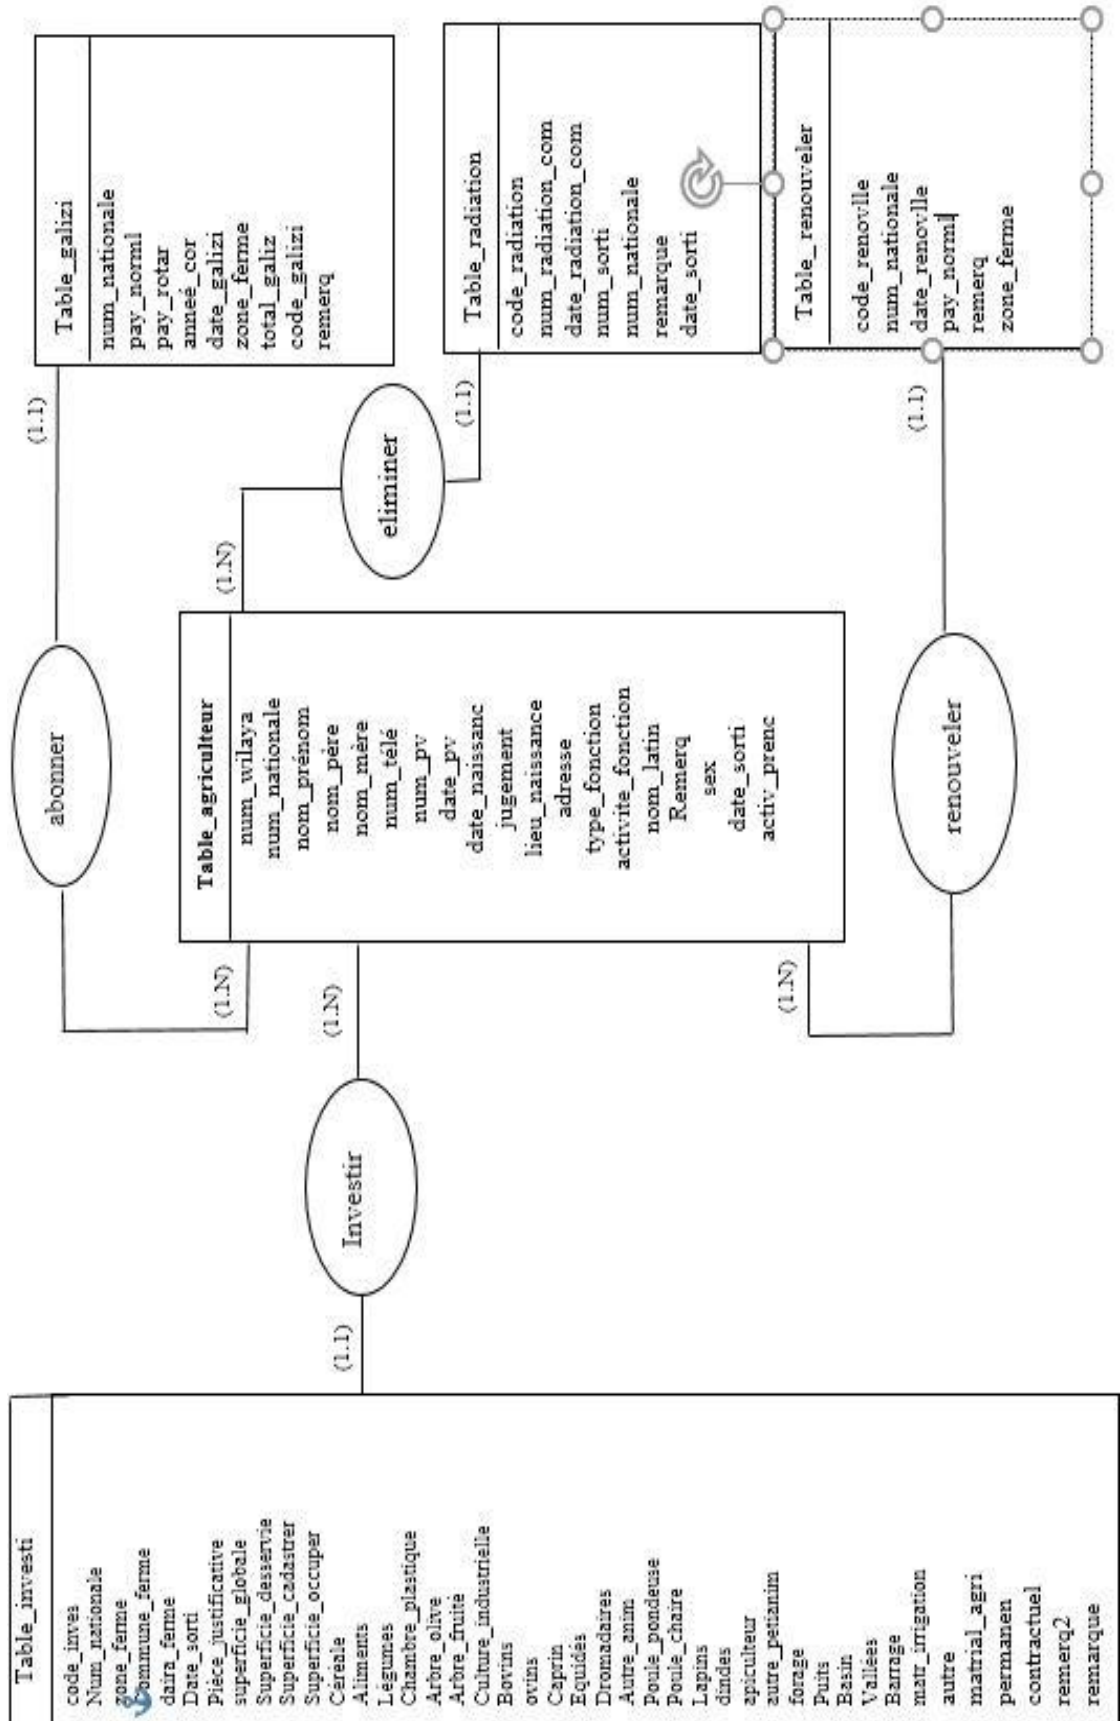 Table_investi
code_inves
Num_nationale
zone_ferme
commune_ferme
daira_ferme
Date_sorti
Pièce_justificative
superficie_globale
Superficie_desservie
Superficie_cadastrer
Superficie_occuper
Céréale
Aliments
Légumes
Chambre_plastique
Arbre_olive
Arbre_fruité
Culture_industrielle
Bovins
ovins
Caprin
Equidés
Dromadaires
Autre_anim
Poule_pondeuse
Poule_chaire
Lapins
dindes
apiculteur
aure_petianim
forage
Puits
Basin
Vallées
Barrage
matr_irrigation
autre
matrial_agri
permanen
contractuel
remerq2
remarque
(1.1)
Investir
(1.N)
(1.N)
(1.N)
abonner
Table_agriculteur
num_wilaya
num_nationale
nom_prénom
nom_père
nom_mère
num_télé
num_pv
date_pv
date_naissanc
jugement
lieu_naissance
adresse
type_fonction
activite_fonction
nom_latin
Remerq
sex
date_sorti
activ_prenc
renouveler
(1.N)
eliminer
(1.1)
(1.1)
(1.1)
Table_galizi
num_nationale
pay_norml
pay_rotar
anneé_cor
date_galizi
zone_ferme
total_galiz
code_galizi
remerq
Table_radiation
code_radiation
num_radiation_com
date_radiation_com
num_sorti
num_nationale
remarque
date_sorti
Table_renouveler
code_renovlle
num_nationale
date_renovlle
pay_norml
remerq
zone_ferme